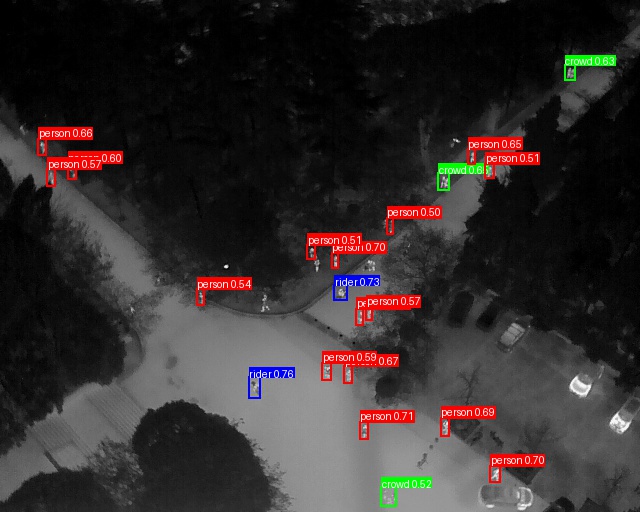 crowd 0.63
person 0.66
person 0.65
person 0.60
person 0.51
person 0.57
crowd 0.6
person 0.50
person 0.51
person 0.70
rider 0.73
person 0.54
person 0.57
pe
person 0.59
0.67
rider 0.76
person 0.71
person 0.69
person 0.70
crowd 0.52